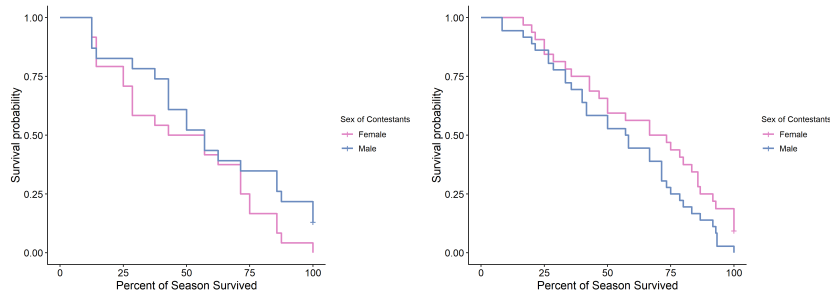 1.00
0.75
0.50
0.25
0.00
Survival probability
0
25
50
75
100
Percent of Season Survived
Sex of Contestants
Female
Male
1.00
0.75
0.50
0.25
0.00
Survival probability
0
25
50
75
100
Percent of Season Survived
Sex of Contestants
Female
Male